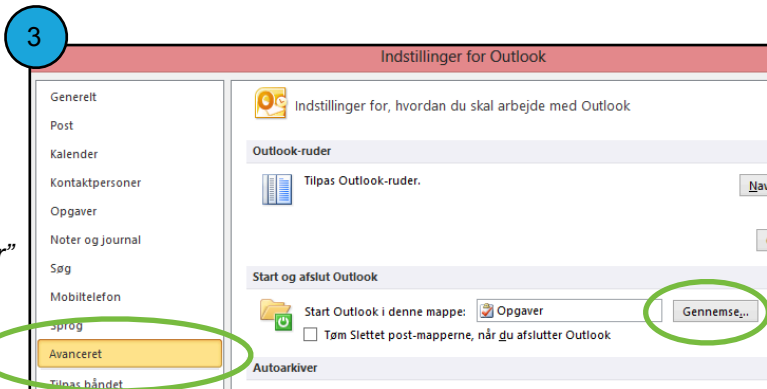 3
Indstillinger for Outlook
Generelt
Post
Kalender
Kontaktpersoner
Opgaver
Noter og journal
Søg
Mobiltelefon
Sprog
Avanceret
Tilpas båndet
r”
Indstillinger for, hvordan du skal arbejde med Outlook
Outlook-ruder
Tilpas Outlook-ruder.
Nav
Start og afslut Outlook
Start Outlook i denne mappe: Opgaver Gennemse...
Tøm Slettet post-mapperne, når du afslutter Outlook
Autoarkiver